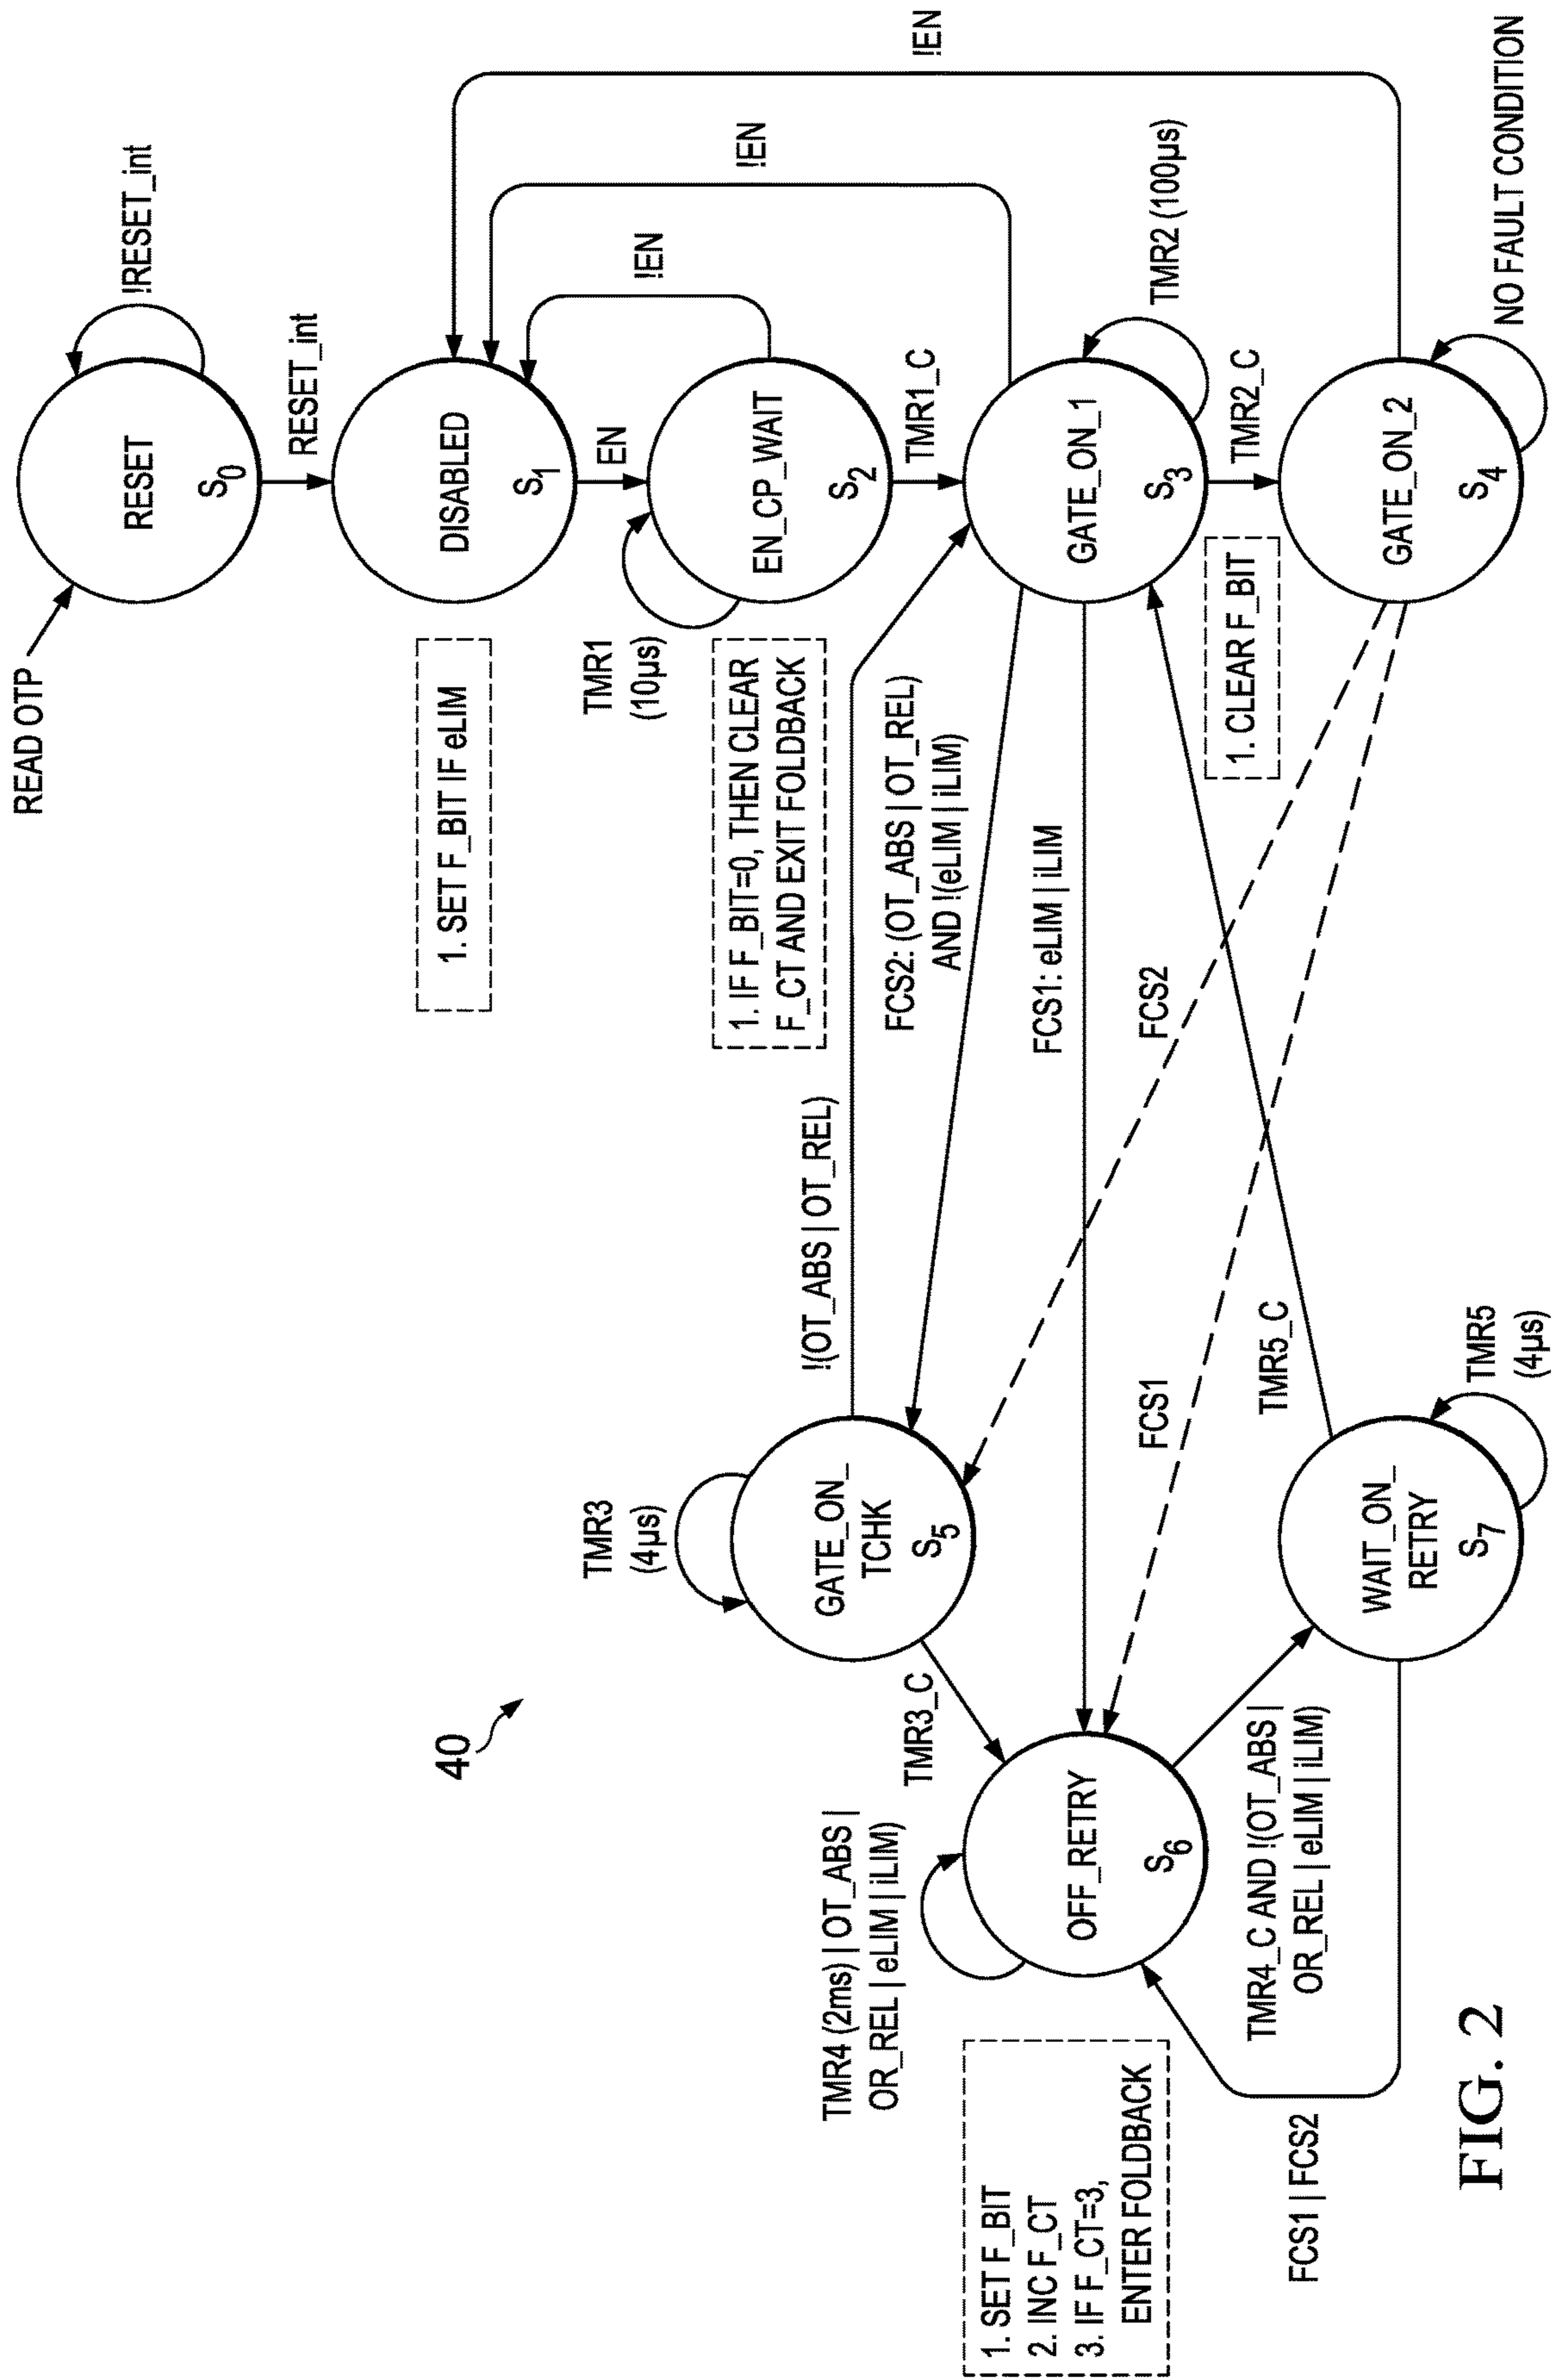 READ OTP
RESET
S0
!RESET_int
RESET_int
1. SET F_BIT IF eLIM
DISABLED
S1
!EN
!EN
!EN
EN
TMR1
(10µs)
EN_CP_WAIT
S2
1. IF F_BIT=0, THEN CLEAR
F_CT AND EXIT FOLDBACK
TMR1_C
GATE_ON_1
S3
TMR2 (100µs)
TMR2_C
1. CLEAR F_BIT
GATE_ON_2
S4
NO FAULT CONDITION
!(OT_ABS | OT_REL)
FCS2: (OT_ABS | OT_REL)
AND !(eLIM | iLIM)
FCS1: eLIM | iLIM
FCS2
FCS1
TMR5_C
40
TMR3
(4µs)
GATE_ON_
TCHK
S5
TMR3_C
TMR4 (2ms) | OT_ABS |
OR_REL | eLIM | iLIM)
OFF_RETRY
S6
1. SET F_BIT
2. INC F_CT
3. IF F_CT=3,
ENTER FOLDBACK
TMR4_C AND !(OT_ABS |
OR_REL | eLIM | iLIM)
WAIT_ON_
RETRY
S7
TMR5
(4µs)
FCS1 | FCS2
FIG. 2